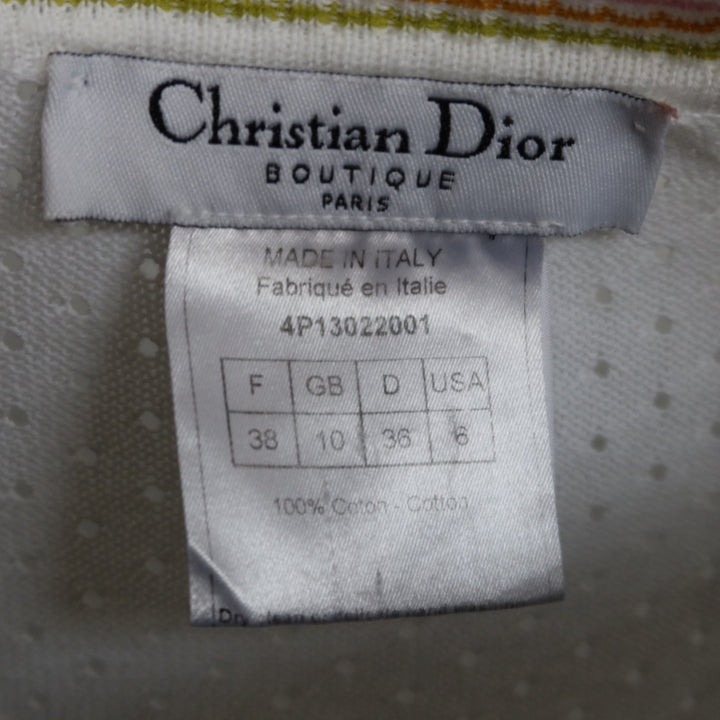 Christian Dior
BOUTIQUE
PARIS
MADE IN ITALY
Fabriqué en Italie
4P13022001
F GB D USA
38 10 36 6
100% Coton - Cotton